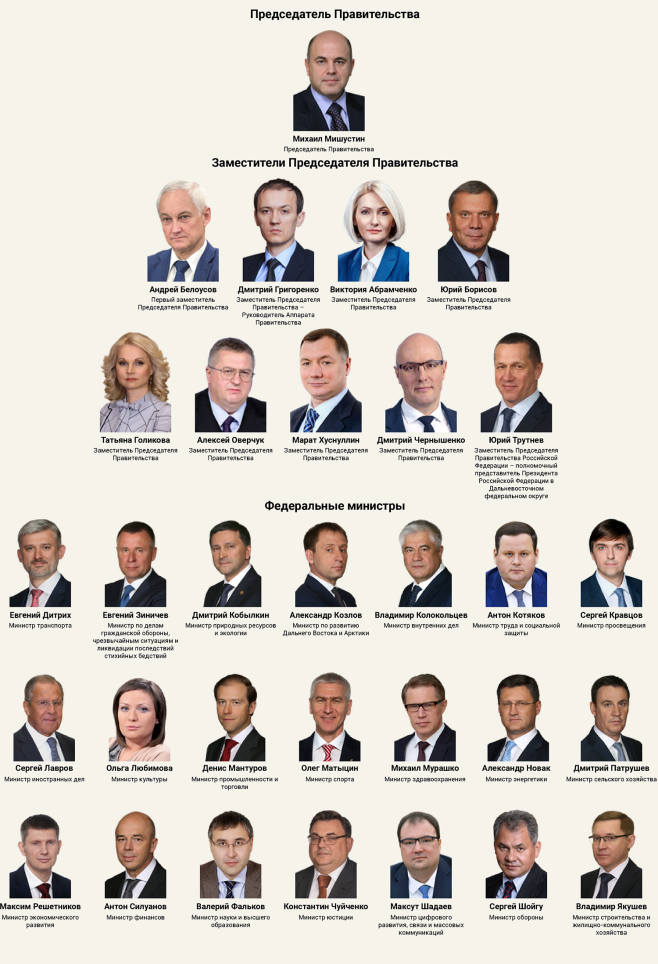 Председатель Правительства
Михаил Мишустин
Председатель Правительства
Заместители Председателя Правительства
Андрей Белоусов
Первый заместитель
Председателя Правительства
Дмитрий Григоренко
Заместитель Председателя
Правительства –
Руководитель Аппарата
Правительства
Виктория Абрамченко
Заместитель Председателя
Правительства
Юрий Борисов
Заместитель Председателя
Правительства
Татьяна Голикова
Заместитель Председателя
Правительства
Алексей Оверчук
Заместитель Председателя
Правительства
Марат Хуснуллин
Заместитель Председателя
Правительства
Дмитрий Чернышенко
Заместитель Председателя
Правительства
Юрий Трутнев
Заместитель Председателя
Правительства Российской
Федерации – полномочный
представитель Президента
Российской Федерации в
Дальневосточном
федеральном округе
Федеральные министры
Евгений Дитрих
Министр транспорта
Евгений Зиничев
Министр по делам
гражданской обороны,
чрезвычайным ситуациям и
ликвидации последствий
стихийных бедствий
Дмитрий Кобылкин
Министр природных ресурсов
и экологии
Александр Козлов
Министр по развитию
Дальнего Востока и Арктики
Владимир Колокольцев
Министр внутренних дел
Антон Котяков
Министр труда и социальной
защиты
Сергей Кравцов
Министр просвещения
Сергей Лавров
Министр иностранных дел
Ольга Любимова
Министр культуры
Денис Мантуров
Министр промышленности и
торговли
Олег Матыцин
Министр спорта
Михаил Мурашко
Министр здравоохранения
Александр Новак
Министр энергетики
Дмитрий Патрушев
Министр сельского хозяйства
Максим Решетников
Министр экономического
развития
Антон Силуанов
Министр финансов
Валерий Фальков
Министр науки и высшего
образования
Константин Чуйченко
Министр юстиции
Максут Шадаев
Министр цифрового
развития, связи и массовых
коммуникаций
Сергей Шойгу
Министр обороны
Владимир Якушев
Министр строительства и
жилищно-коммунального
хозяйства